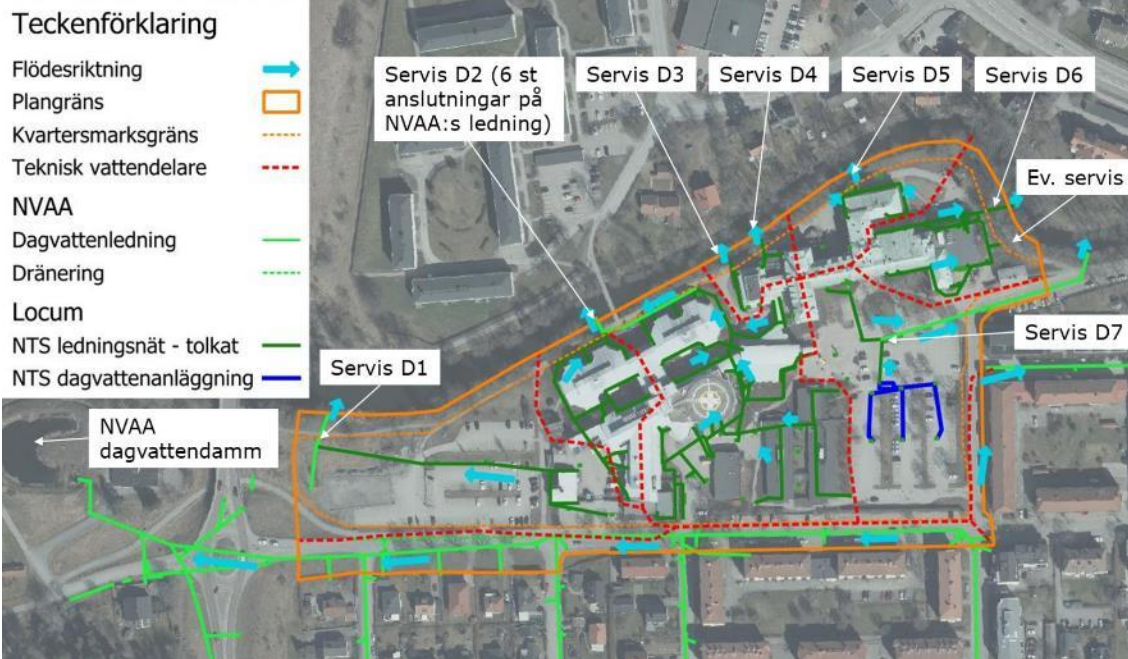 Teckenförklaring
Flödesriktning
Plangräns
Kvartersmarksgräns
Teknisk vattendelare
NVAA
Dagvattenledning
Dränering
Locum
NTS ledningsnät - tolkat
NTS dagvattenanläggning
Servis D2 (6 st
anslutningar på
NVAA:s ledning)
Servis D3
Servis D4
Servis D5
Servis D6
Ev. servis
Servis D7
Servis D1
NVAA
dagvattendamm